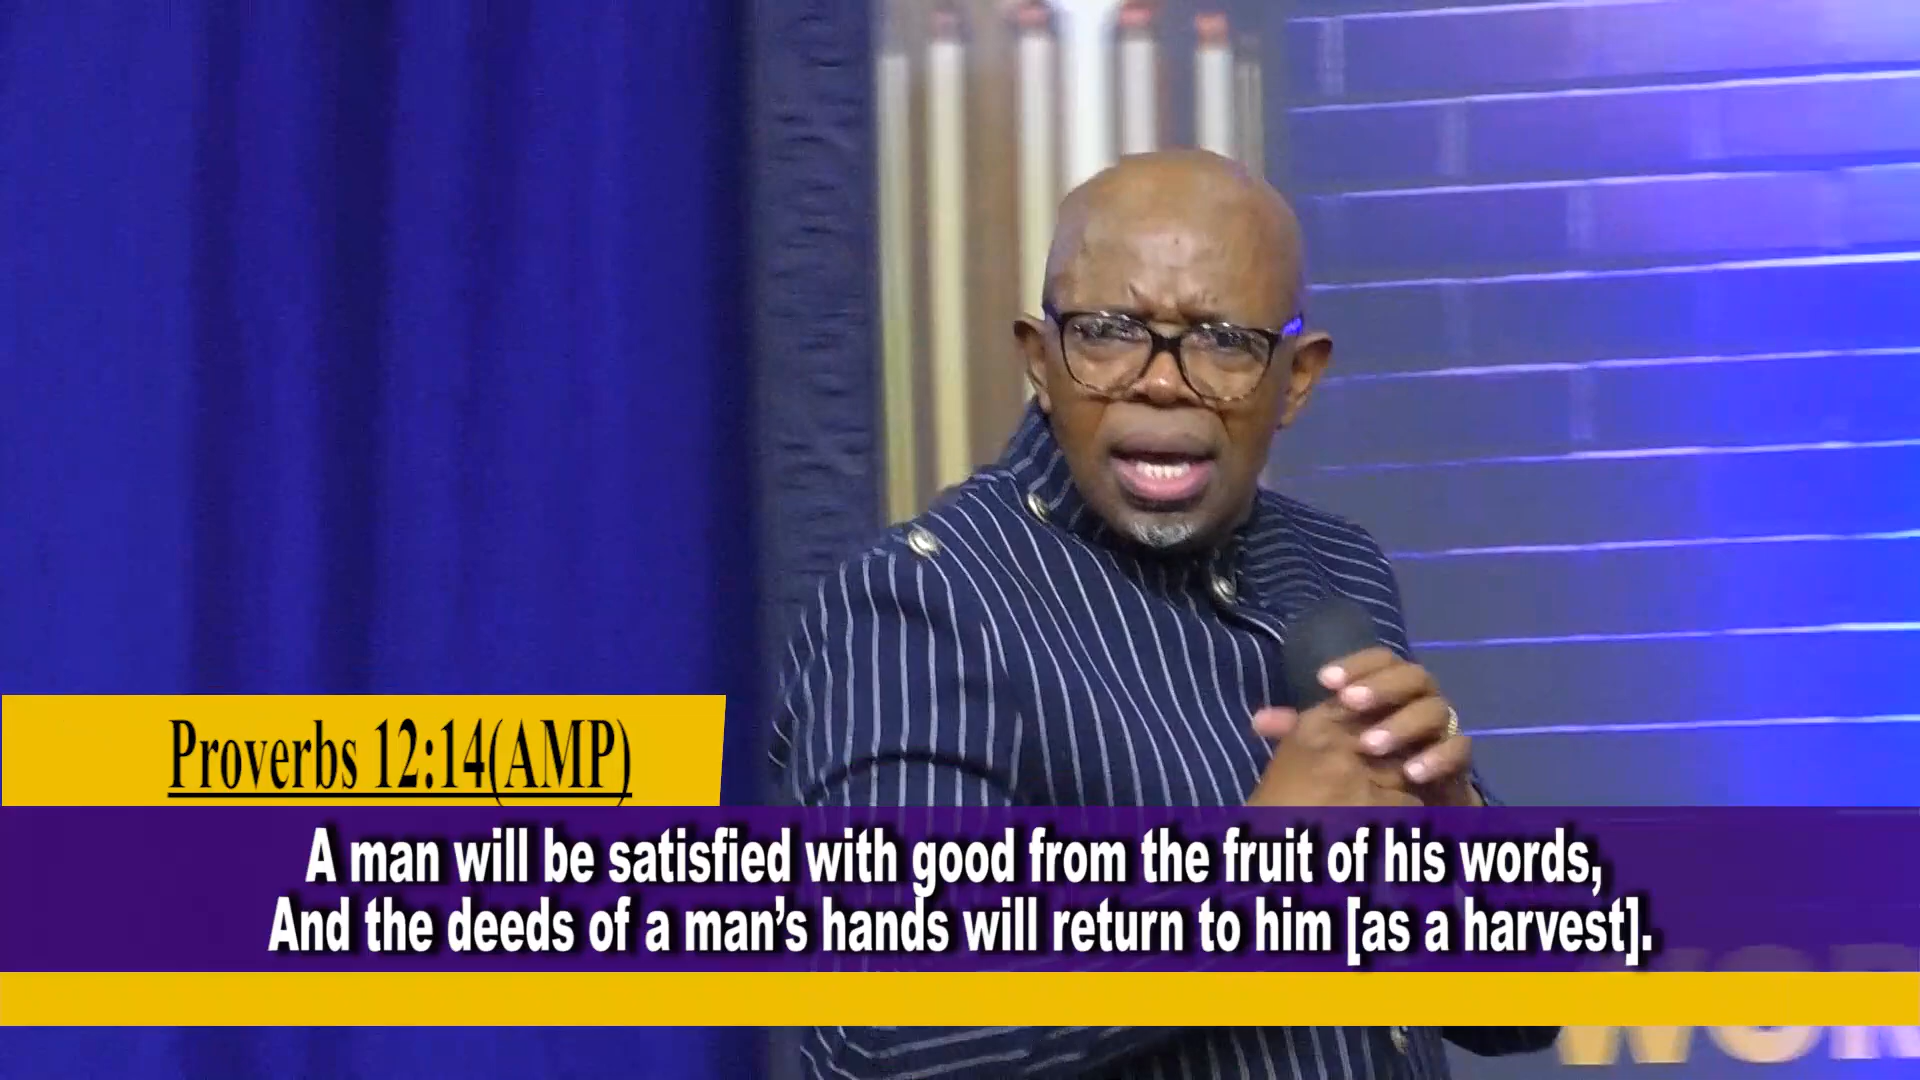 Proverbs 12:14(AMP)
A man will be satisfied with good from the fruit of his words,
And the deeds of a man’s hands will return to him [as a harvest].